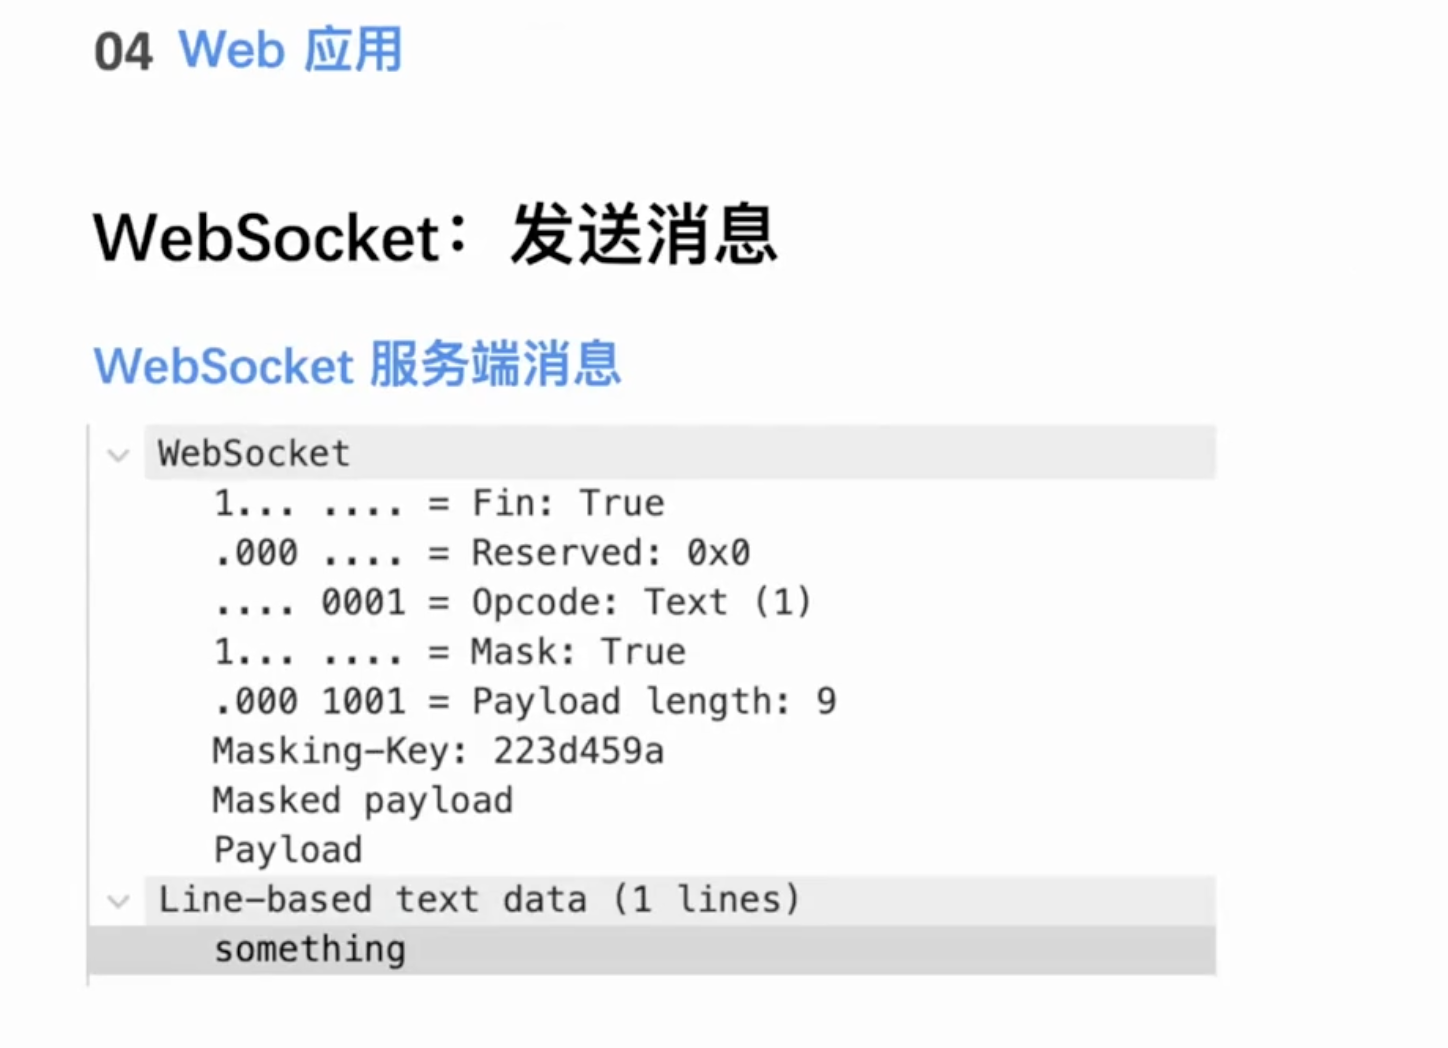 04 Web 应用
WebSocket：发送消息
WebSocket 服务端消息
WebSocket
1... .... = Fin: True
.000 .... = Reserved: 0x0
.... 0001 = Opcode: Text (1)
1... .... = Mask: True
.000 1001 = Payload length: 9
Masking-Key: 223d459a
Masked payload
Payload
Line-based text data (1 lines)
something